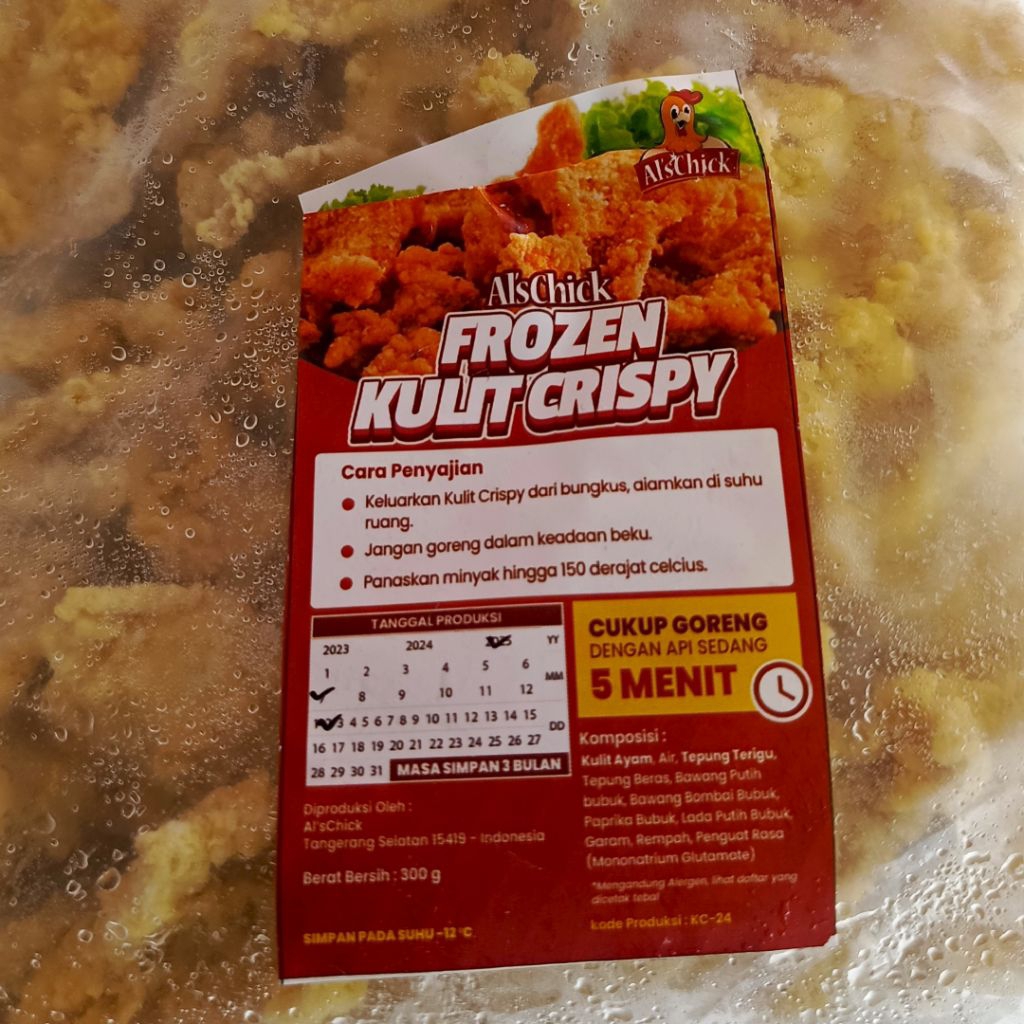 Al'sChick
Al'sChick
FROZEN
KULIT CRISPY
Cara Penyajian
Keluarkan Kulit Crispy dari bungkus, aiamkan di suhu
ruang.
Jangan goreng dalam keadaan beku.
Panaskan minyak hingga 150 derajat celcius.
TANGGAL PRODUKSI
2023 2024 2025 YY
1 2 3 4 5 6 MM
8 9 10 11 12
3 4 5 6 7 8 9 10 11 12 13 14 15 DD
16 17 18 19 20 21 22 23 24 25 26 27
28 29 30 31 MASA SIMPAN 3 BULAN
CUKUP GORENG
DENGAN API SEDANG
5 MENIT
Diproduksi Oleh :
Al'sChick
Tangerang Selatan 15419 - Indonesia
Berat Bersih : 300 g
SIMPAN PADA SUHU -12 °C
Komposisi :
Kulit Ayam, Air, Tepung Terigu,
Tepung Beras, Bawang Putih
bubuk, Bawang Bombai Bubuk,
Paprika Bubuk, Lada Putih Bubuk,
Garam, Rempah, Penguat Rasa
(Mononatrium Glutamate)
*Mengandung Alergen, lihat daftar yang
dicetak tebal
kode Produksi : KC-24